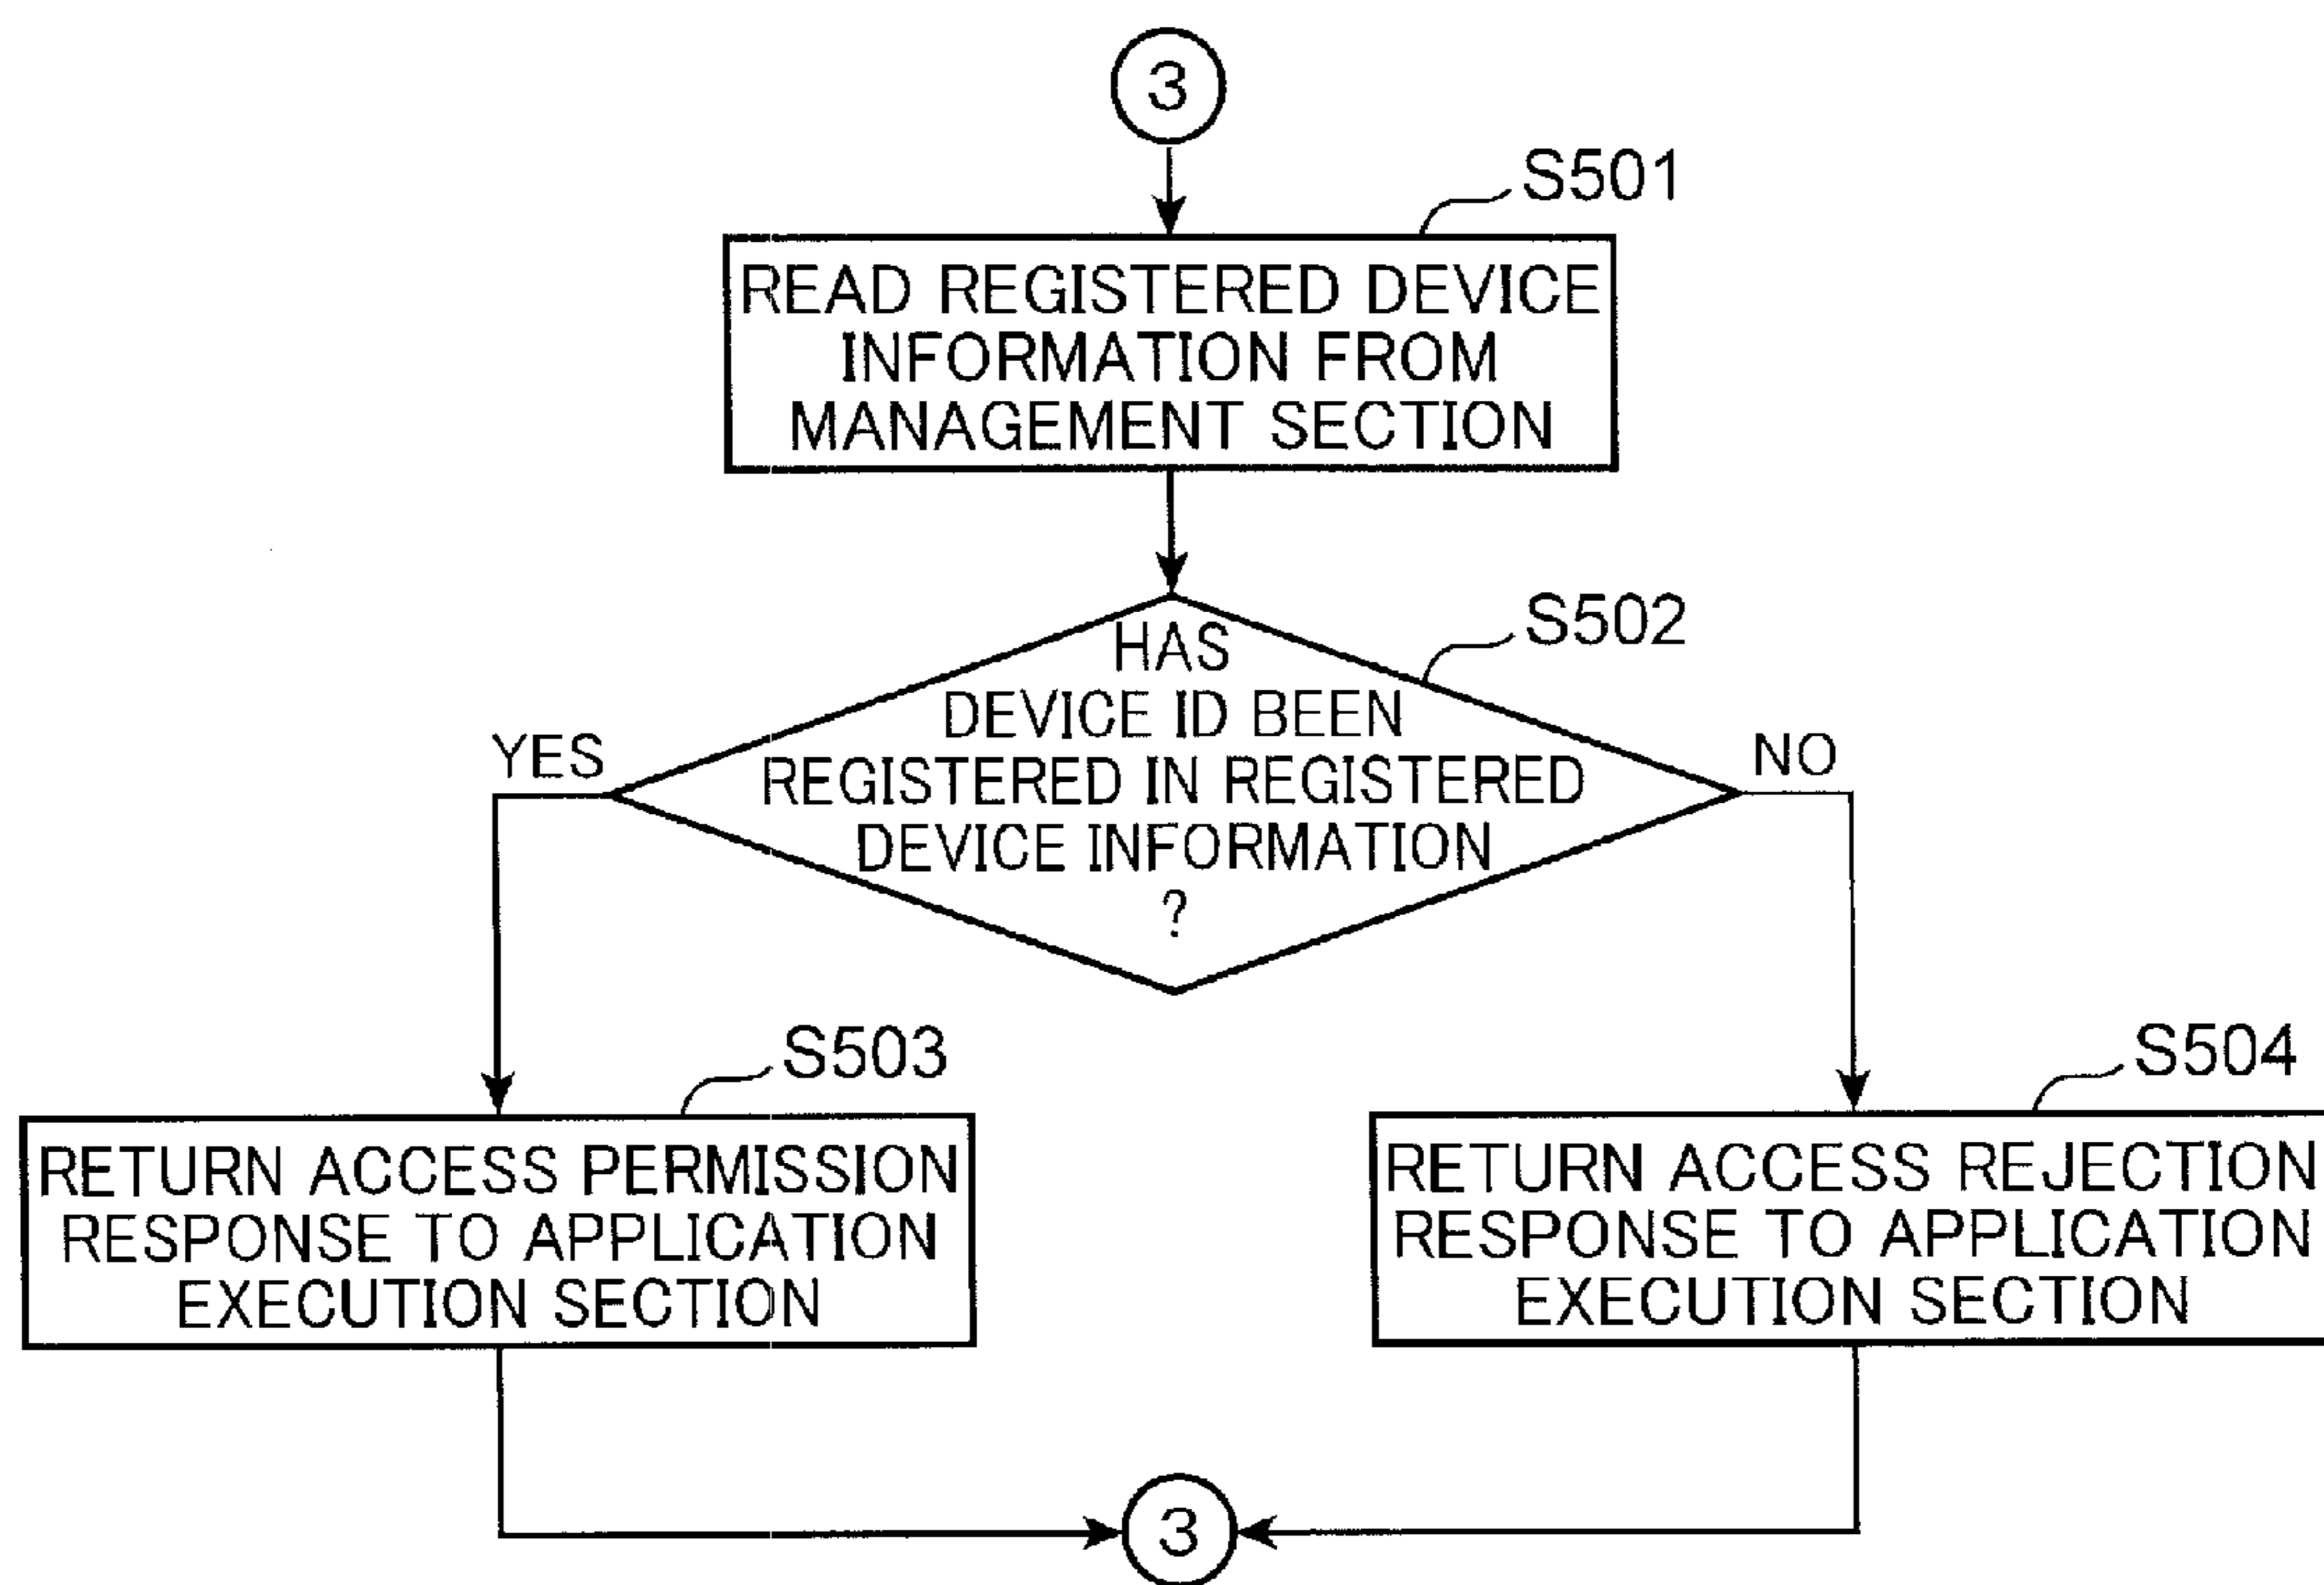 3
S501
READ REGISTERED DEVICE
INFORMATION FROM
MANAGEMENT SECTION
S502
HAS
DEVICE ID BEEN
REGISTERED IN REGISTERED
DEVICE INFORMATION
?
YES
NO
S503
RETURN ACCESS PERMISSION
RESPONSE TO APPLICATION
EXECUTION SECTION
S504
RETURN ACCESS REJECTION
RESPONSE TO APPLICATION
EXECUTION SECTION
3